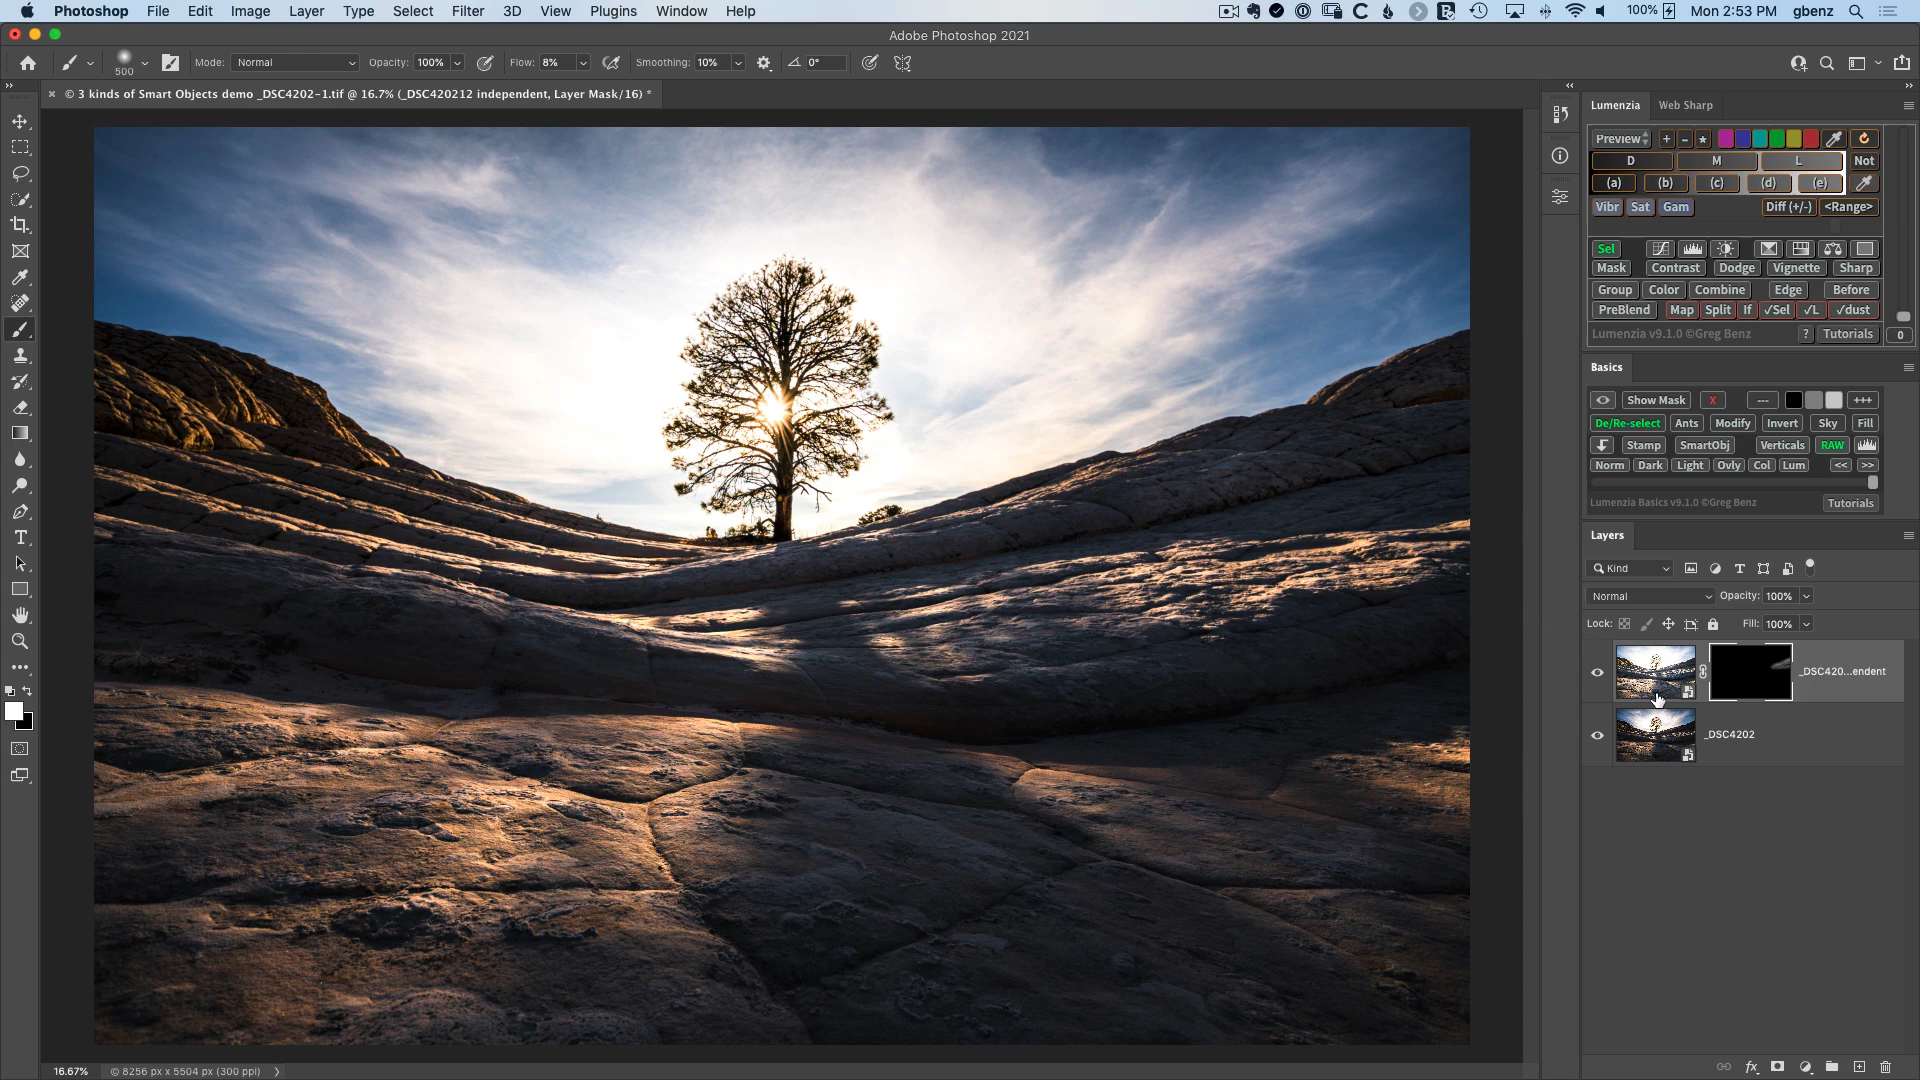 Photoshop File Edit Image Layer Type Select Filter 3D View Plugins Window Help 100% Mon 2:53 PM gbenz
Adobe Photoshop 2021
500 Mode: Normal Opacity: 100% Flow: 8% Smoothing: 10% 0°
© 3 kinds of Smart Objects demo _DSC4202-1.tif @ 16.7% (_DSC420212 independent, Layer Mask/16) *
Lumenzia Web Sharp
Preview + - *
D M L Not
(a) (b) (c) (d) (e)
Vibr Sat Gam Diff (+/-) <Range>
Sel
Mask Contrast Dodge Vignette Sharp
Group Color Combine Edge Before
PreBlend Map Split If √Sel √L √dust
Lumenzia v9.1.0 ©Greg Benz ? Tutorials 0
Basics
Show Mask X --- +++
De/Re-select Ants Modify Invert Sky Fill
Stamp SmartObj Verticals RAW
Norm Dark Light Ovly Col Lum << >>
Lumenzia Basics v9.1.0 ©Greg Benz Tutorials
Layers
Kind
Normal Opacity: 100%
Lock: Fill: 100%
_DSC420...endent
_DSC4202
16.67% © 8256 px x 5504 px (300 ppi)